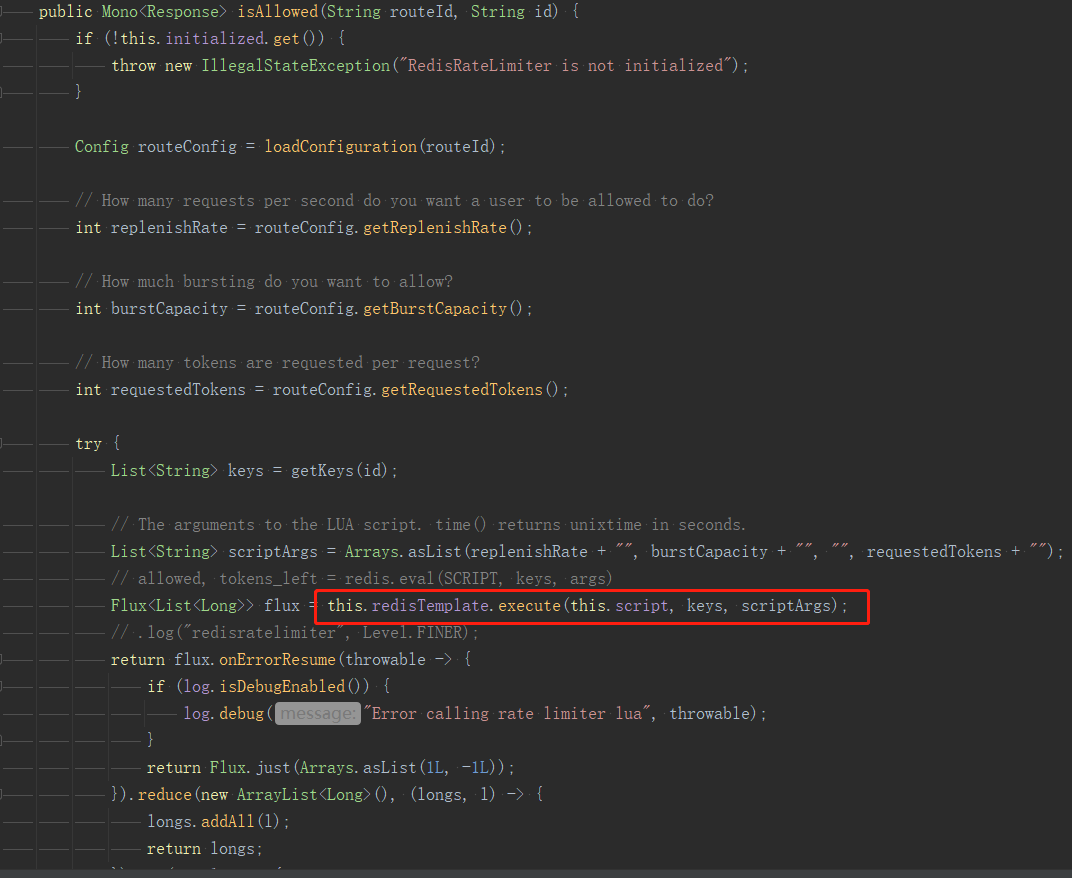 public Mono<Response> isAllowed(String routeId, String id) {
if (!this.initialized.get()) {
throw new IllegalStateException("RedisRateLimiter is not initialized");
}
Config routeConfig = loadConfiguration(routeId);
// How many requests per second do you want a user to be allowed to do?
int replenishRate = routeConfig.getReplenishRate();
// How much bursting do you want to allow?
int burstCapacity = routeConfig.getBurstCapacity();
// How many tokens are requested per request?
int requestedTokens = routeConfig.getRequestedTokens();
try {
List<String> keys = getKeys(id);
// The arguments to the LUA script. time() returns unixtime in seconds.
List<String> scriptArgs = Arrays.asList(replenishRate + "", burstCapacity + "", "", requestedTokens + "");
// allowed, tokens_left = redis.eval(SCRIPT, keys, args)
Flux<List<Long>> flux = this.redisTemplate.execute(this.script, keys, scriptArgs);
// .log("redisratelimiter", Level.FINER);
return flux.onErrorResume(throwable -> {
if (log.isDebugEnabled()) {
log.debug( message: "Error calling rate limiter lua", throwable);
}
return Flux.just(Arrays.asList(1L, -1L));
}).reduce(new ArrayList<Long>(), (longs, l) -> {
longs.addAll(l);
return longs;